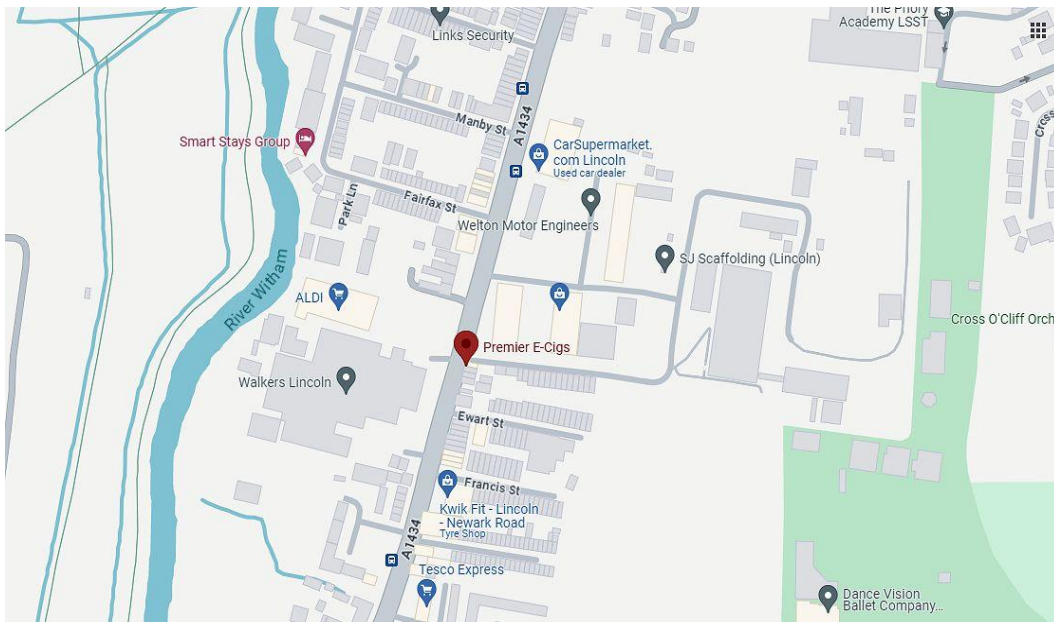 The Priory
Academy LSST
Links Security
A1434
Manby St
Smart Stays Group
CarSupermarket.
com Lincoln
Used car dealer
Cross
Park Ln
Fairfax St
Welton Motor Engineers
SJ Scaffolding (Lincoln)
River Witham
ALDI
Cross O'Cliff Orch
Premier E-Cigs
Walkers Lincoln
Ewart St
Francis St
Kwik Fit - Lincoln
- Newark Road
Tyre Shop
A1434
Tesco Express
Dance Vision
Ballet Company...